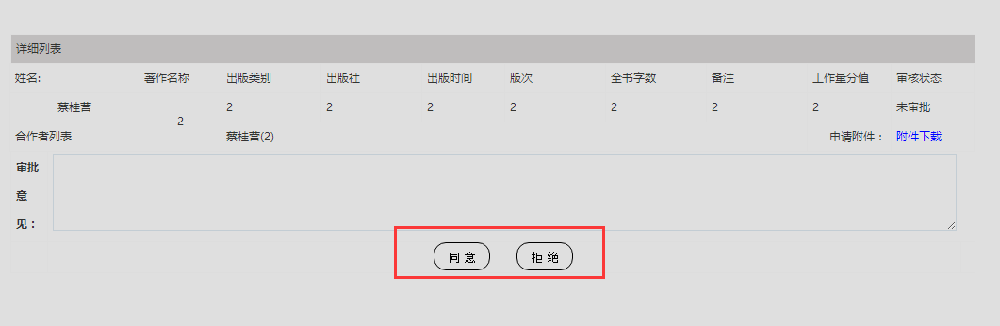 详细列表
姓名: 著作名称 出版类别 出版社 出版时间 版次 全书字数 备注 工作量分值 审核状态
蔡桂营 2 2 2 2 2 2 2 2 未审批
合作者列表 蔡桂营(2) 申请附件： 附件下载
审批
意
见：
同 意 拒 绝